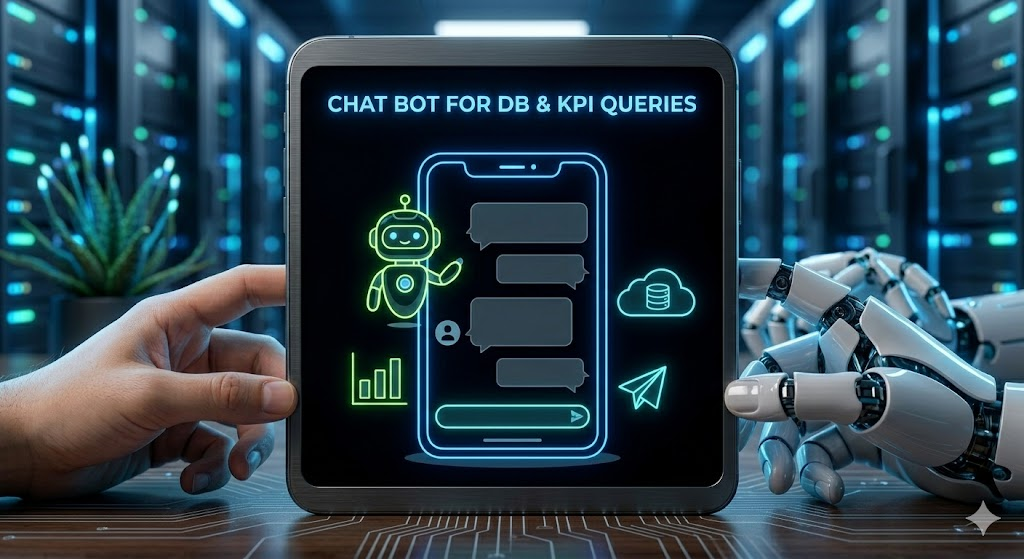 CHAT BOT FOR DB & KPI QUERIES